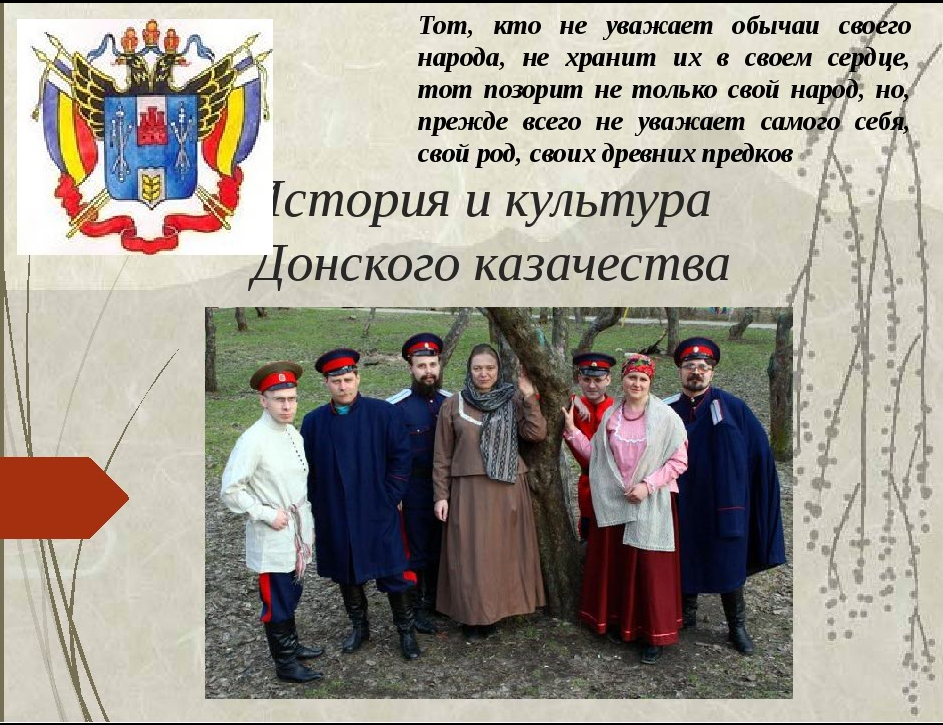 Тот, кто не уважает обычаи своего
народа, не хранит их в своем сердце,
тот позорит не только свой народ, но,
прежде всего не уважает самого себя,
свой род, своих древних предков
История и культура
Донского казачества